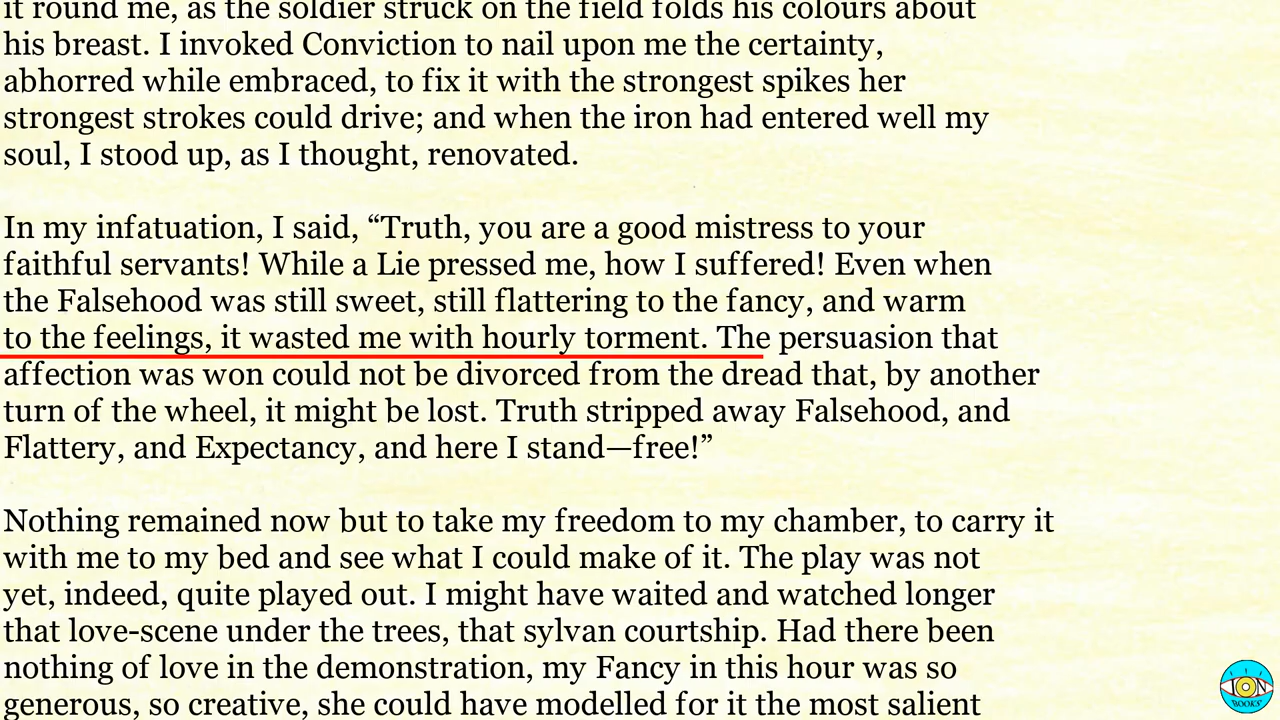 it round me, as the soldier struck on the field folds his colours about
his breast. I invoked Conviction to nail upon me the certainty,
abhorred while embraced, to fix it with the strongest spikes her
strongest strokes could drive; and when the iron had entered well my
soul, I stood up, as I thought, renovated.
In my infatuation, I said, “Truth, you are a good mistress to your
faithful servants! While a Lie pressed me, how I suffered! Even when
the Falsehood was still sweet, still flattering to the fancy, and warm
to the feelings, it wasted me with hourly torment. The persuasion that
affection was won could not be divorced from the dread that, by another
turn of the wheel, it might be lost. Truth stripped away Falsehood, and
Flattery, and Expectancy, and here I stand—free!”
Nothing remained now but to take my freedom to my chamber, to carry it
with me to my bed and see what I could make of it. The play was not
yet, indeed, quite played out. I might have waited and watched longer
that love-scene under the trees, that sylvan courtship. Had there been
nothing of love in the demonstration, my Fancy in this hour was so
generous, so creative, she could have modelled for it the most salient
ION
BOOKS